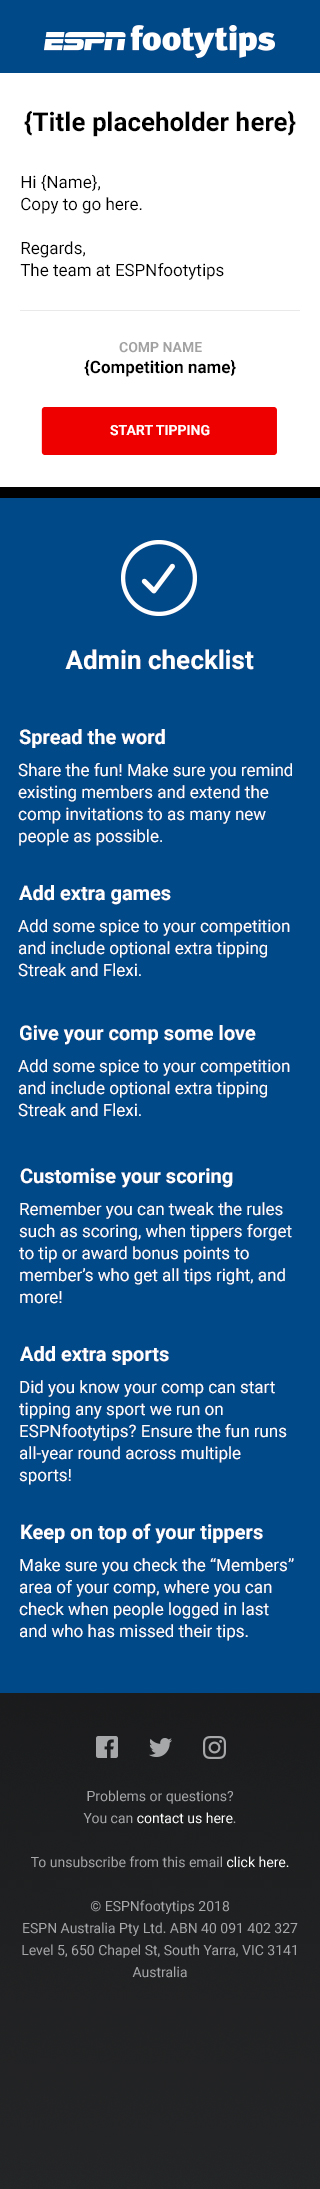 ESPN footytips
{Title placeholder here}
Hi {Name},
Copy to go here.
Regards,
The team at ESPNfootytips
COMP NAME
{Competition name}
START TIPPING
Admin checklist
Spread the word
Share the fun! Make sure you remind
existing members and extend the
comp invitations to as many new
people as possible.
Add extra games
Add some spice to your competition
and include optional extra tipping
Streak and Flexi.
Give your comp some love
Add some spice to your competition
and include optional extra tipping
Streak and Flexi.
Customise your scoring
Remember you can tweak the rules
such as scoring, when tippers forget
to tip or award bonus points to
member’s who get all tips right, and
more!
Add extra sports
Did you know your comp can start
tipping any sport we run on
ESPNfootytips? Ensure the fun runs
all-year round across multiple
sports!
Keep on top of your tippers
Make sure you check the “Members”
area of your comp, where you can
check when people logged in last
and who has missed their tips.
Problems or questions?
You can contact us here.
To unsubscribe from this email click here.
© ESPNfootytips 2018
ESPN Australia Pty Ltd. ABN 40 091 402 327
Level 5, 650 Chapel St, South Yarra, VIC 3141
Australia